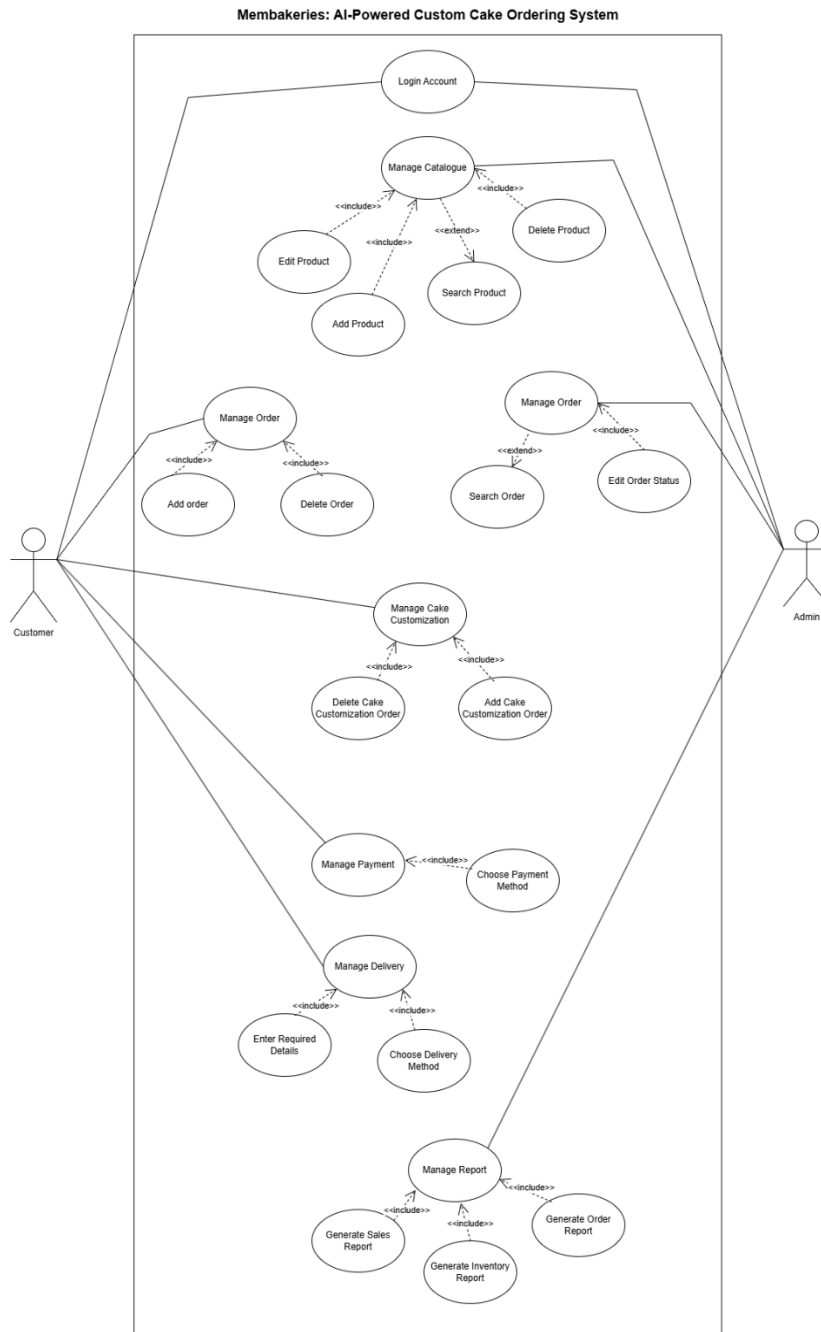 Membakeries: AI-Powered Custom Cake Ordering System
Login Account
Manage Catalogue
<<include>>
<<include>>
<<include>>
<<extend>>
Delete Product
Edit Product
Search Product
Add Product
Manage Order
<<include>>
<<include>>
Add order
Delete Order
Manage Order
<<include>>
<<extend>>
Search Order
Edit Order Status
Customer
Admin
Manage Cake
Customization
<<include>>
<<include>>
Delete Cake
Customization Order
Add Cake
Customization Order
Manage Payment
<<include>>
Choose Payment
Method
Manage Delivery
<<include>>
<<include>>
Enter Required
Details
Choose Delivery
Method
Manage Report
<<include>>
<<include>>
<<include>>
Generate Sales
Report
Generate Inventory
Report
Generate Order
Report